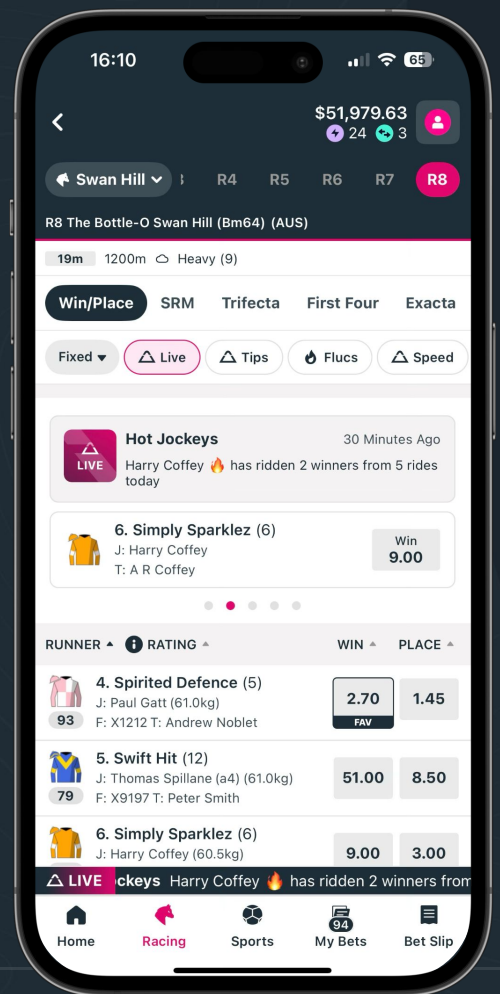 16:10
65
$51,979.63
24 3
Swan Hill R4 R5 R6 R7 R8
R8 The Bottle-O Swan Hill (Bm64) (AUS)
19m 1200m Heavy (9)
Win/Place SRM Trifecta First Four Exacta
Fixed Live Tips Flucs Speed
LIVE
Hot Jockeys 30 Minutes Ago
Harry Coffey 🔥 has ridden 2 winners from 5 rides
today
6. Simply Sparklez (6)
J: Harry Coffey
T: A R Coffey
Win
9.00
RUNNER RATING WIN PLACE
4. Spirited Defence (5)
J: Paul Gatt (61.0kg)
93 F: X1212 T: Andrew Noblet
2.70 1.45
FAV
5. Swift Hit (12)
J: Thomas Spillane (a4) (61.0kg)
79 F: X9197 T: Peter Smith
51.00 8.50
6. Simply Sparklez (6)
J: Harry Coffey (60.5kg)
9.00 3.00
LIVE ckeys Harry Coffey 🔥 has ridden 2 winners from
94
Home Racing Sports My Bets Bet Slip